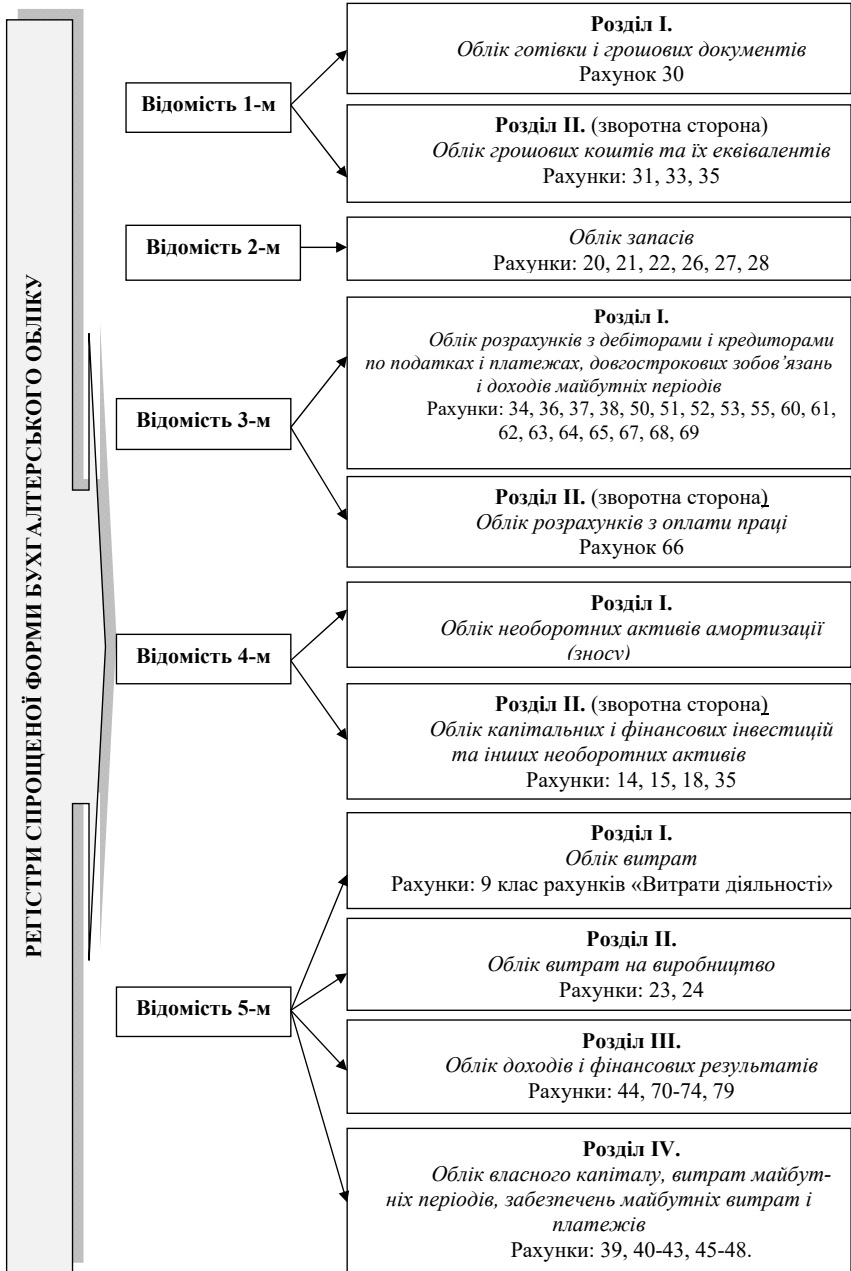 РЕГІСТРИ СПРОЩЕНОЇ ФОРМИ БУХГАЛТЕРСЬКОГО ОБЛІКУ
Відомість 1-м
Розділ I.
Облік готівки і грошових документів
Рахунок 30
Розділ II. (зворотна сторона)
Облік грошових коштів та їх еквівалентів
Рахунки: 31, 33, 35
Відомість 2-м
Облік запасів
Рахунки: 20, 21, 22, 26, 27, 28
Відомість 3-м
Розділ I.
Облік розрахунків з дебіторами і кредиторами
по податках і платежах, довгострокових зобов’язань
і доходів майбутніх періодів
Рахунки: 34, 36, 37, 38, 50, 51, 52, 53, 55, 60, 61,
62, 63, 64, 65, 67, 68, 69
Розділ II. (зворотна сторона)
Облік розрахунків з оплати праці
Рахунок 66
Відомість 4-м
Розділ I.
Облік необоротних активів амортизації
(зносу)
Розділ II. (зворотна сторона)
Облік капітальних і фінансових інвестицій
та інших необоротних активів
Рахунки: 14, 15, 18, 35
Відомість 5-м
Розділ I.
Облік витрат
Рахунки: 9 клас рахунків «Витрати діяльності»
Розділ II.
Облік витрат на виробництво
Рахунки: 23, 24
Розділ III.
Облік доходів і фінансових результатів
Рахунки: 44, 70-74, 79
Розділ IV.
Облік власного капіталу, витрат майбут-
ніх періодів, забезпечень майбутніх витрат і
платежів
Рахунки: 39, 40-43, 45-48.